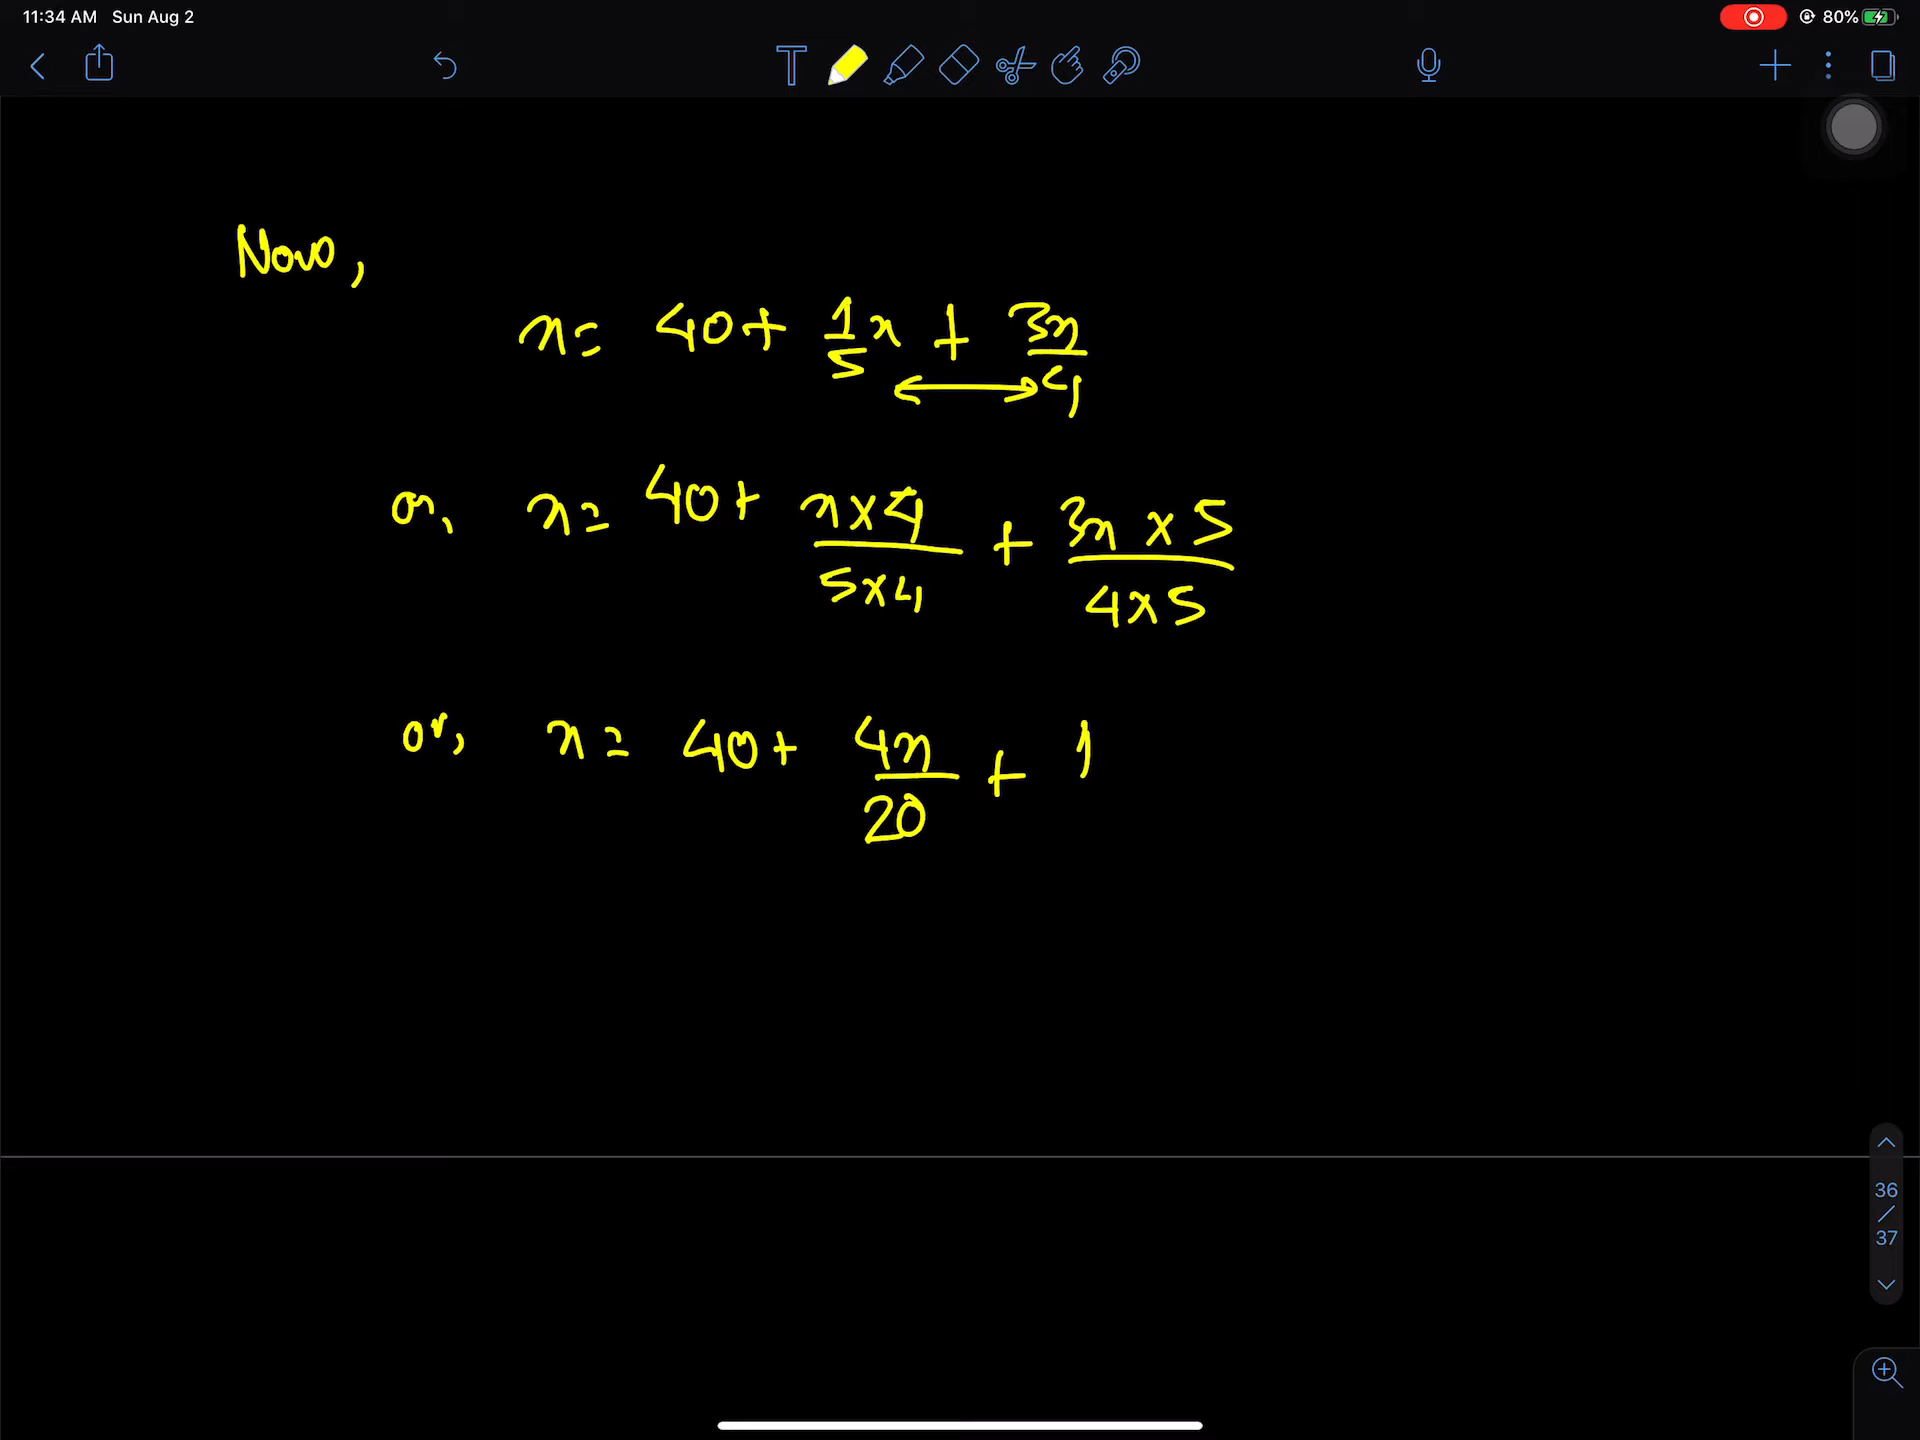 11:34 AM Sun Aug 2 80%
T
Now,
x= 40+ 1/5 x + 3x/4
or, x= 40+ x×4/5×4 + 3x × 5/4×5
or, x= 40+ 4x/20 + 1
36
/
37